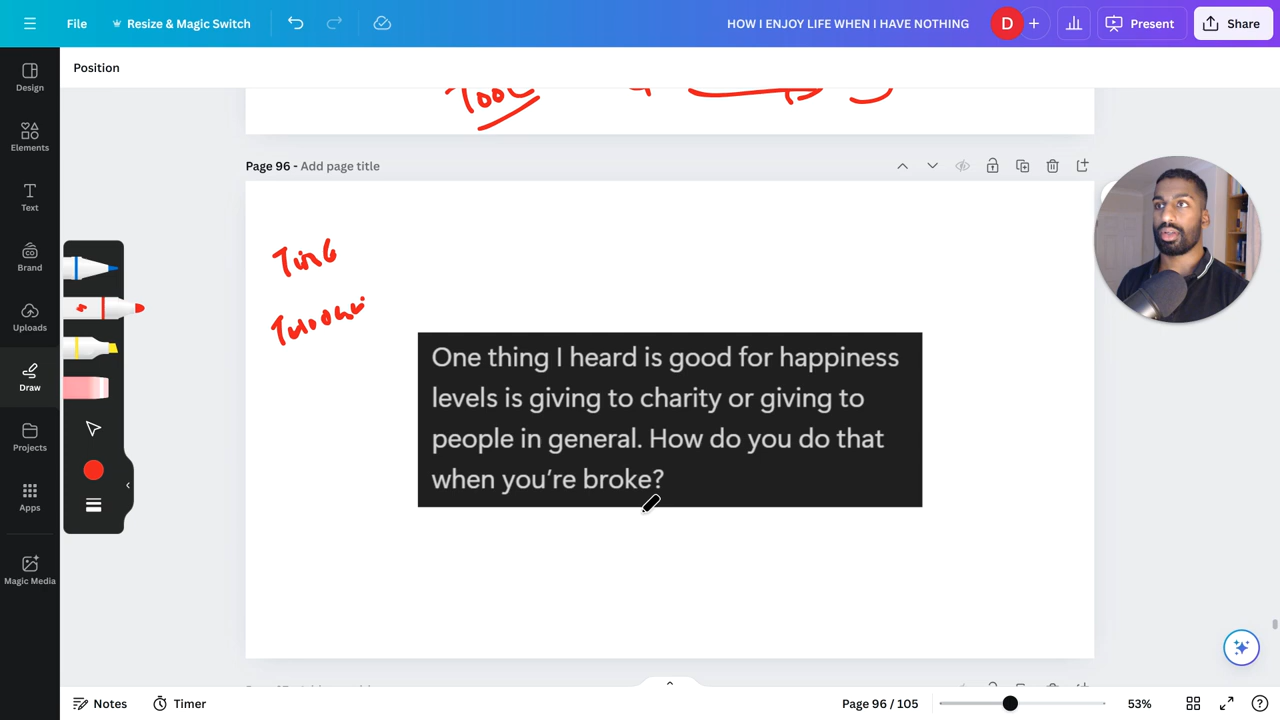 File
Resize & Magic Switch
HOW I ENJOY LIFE WHEN I HAVE NOTHING
D
+
Present
Share
Design
Position
Elements
Text
Brand
Uploads
Draw
Projects
Apps
Magic Media
Page 96 - Add page title
Time
One thing I heard is good for happiness
levels is giving to charity or giving to
people in general. How do you do that
when you're broke?
Notes
Timer
Page 96 / 105
53%